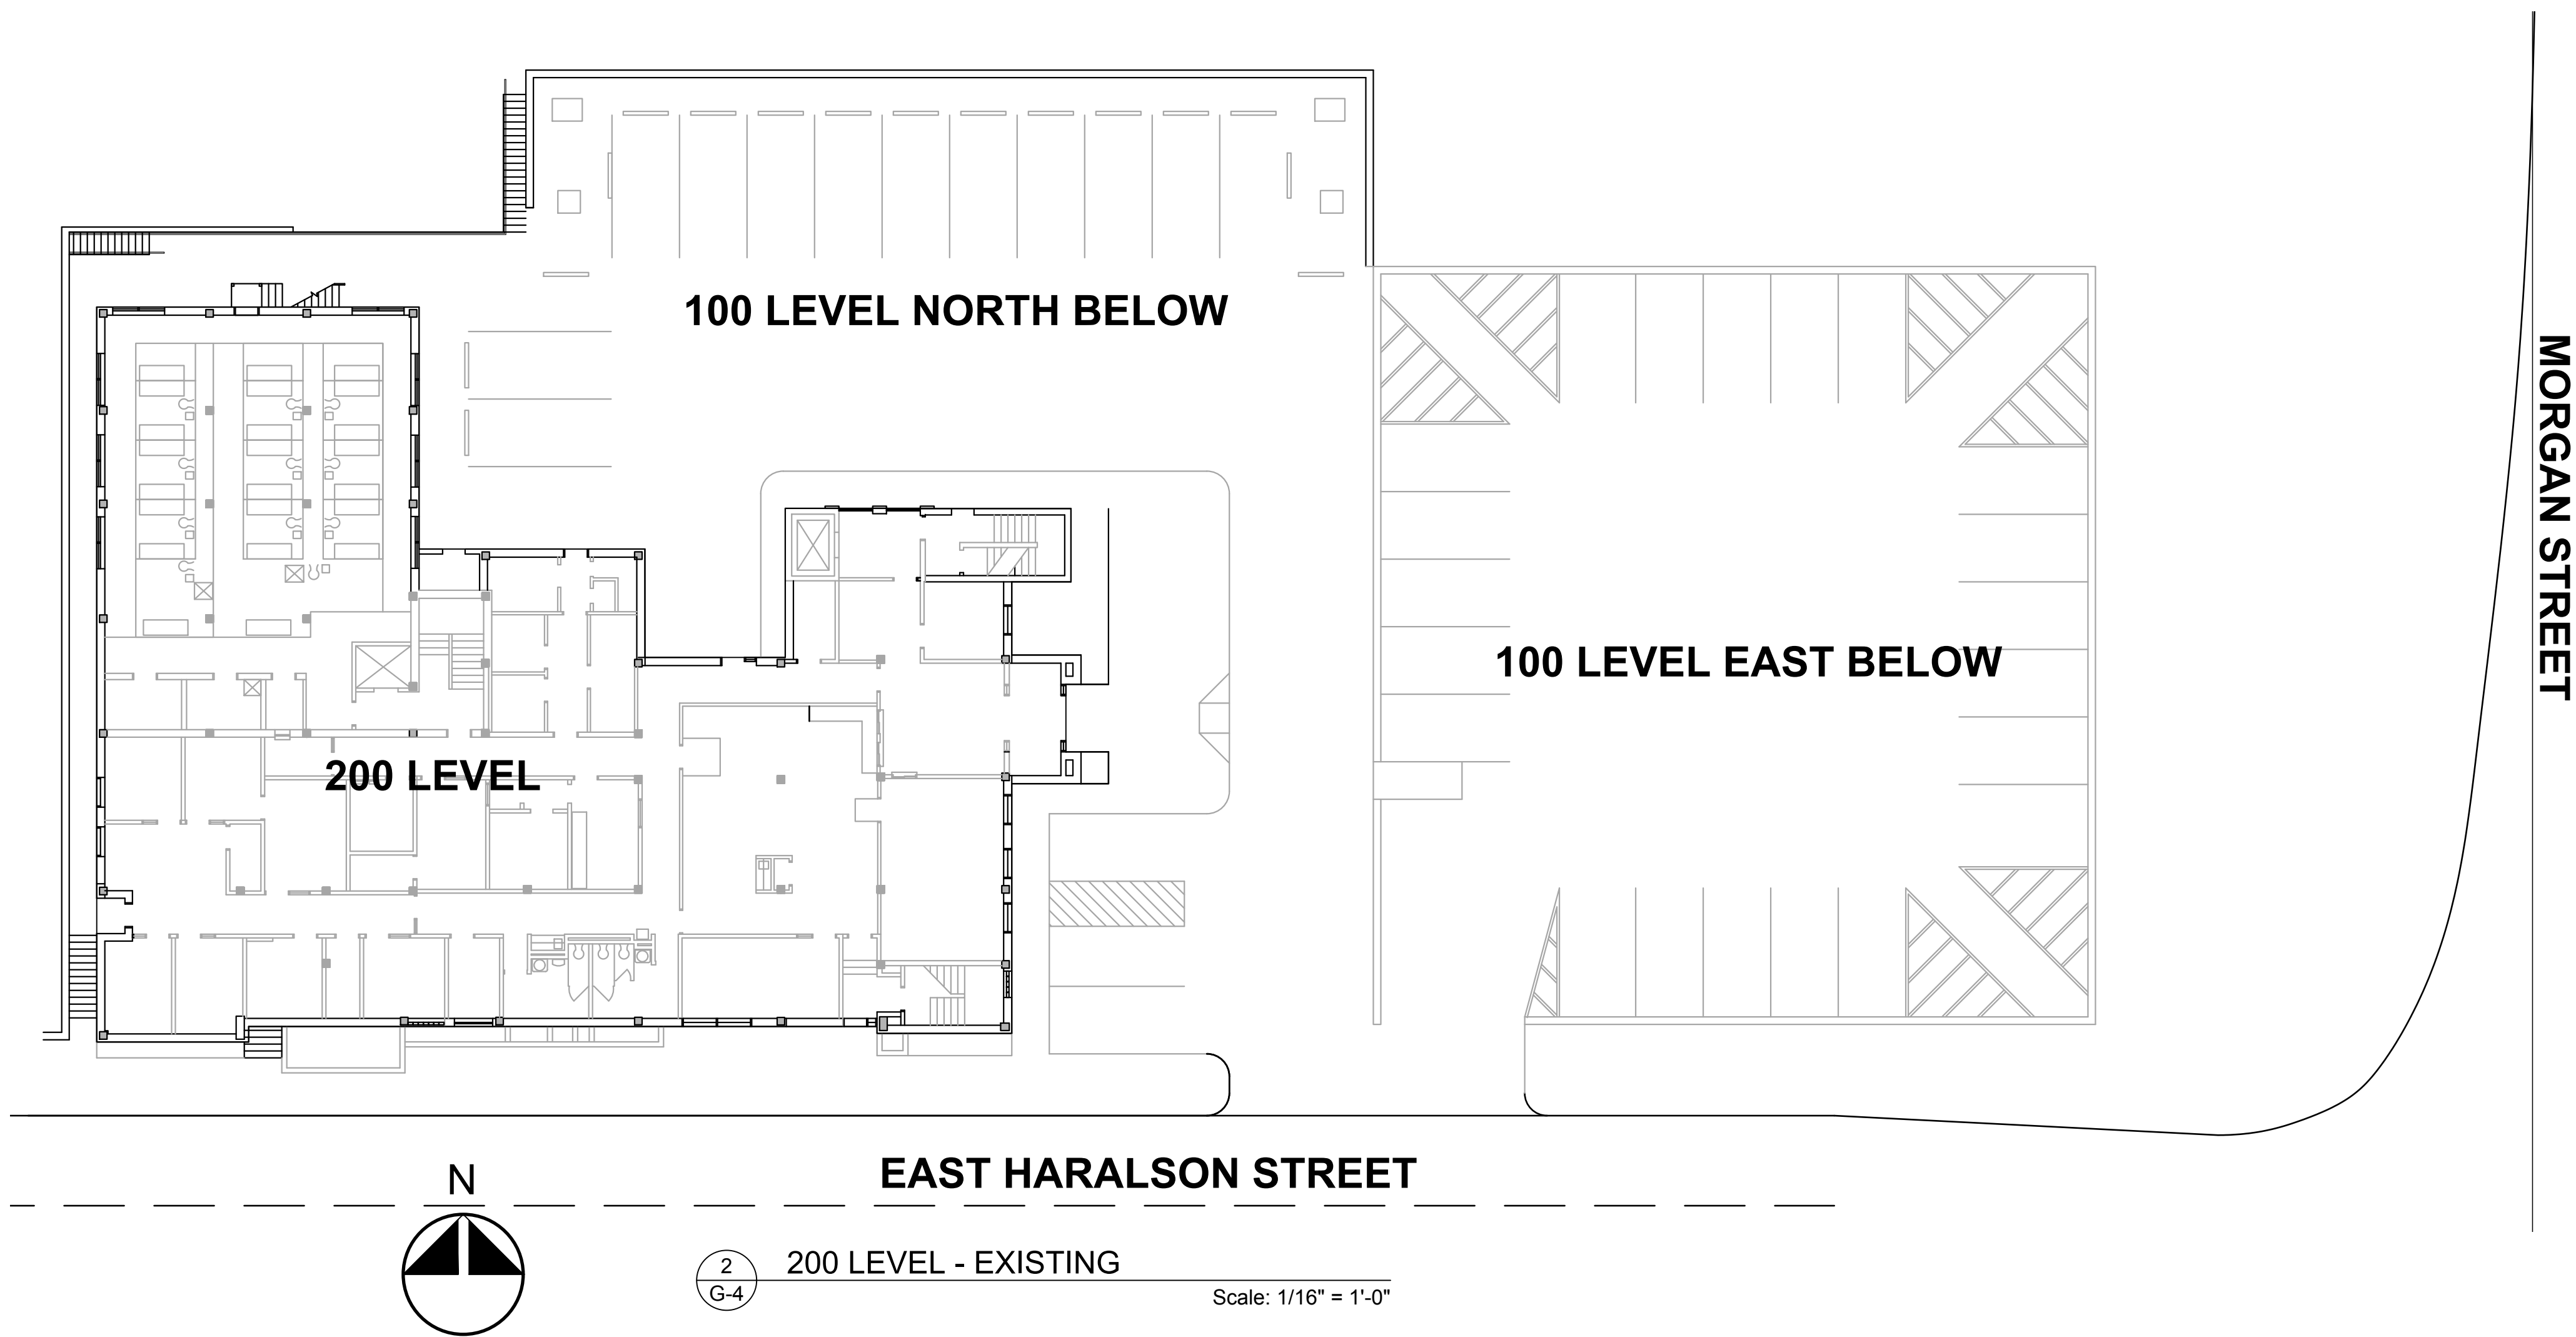 100 LEVEL NORTH BELOW
MORGAN STREET
100 LEVEL EAST BELOW
200 LEVEL
EAST HARALSON STREET
N
2
G-4
200 LEVEL - EXISTING
Scale: 1/16" = 1'-0"